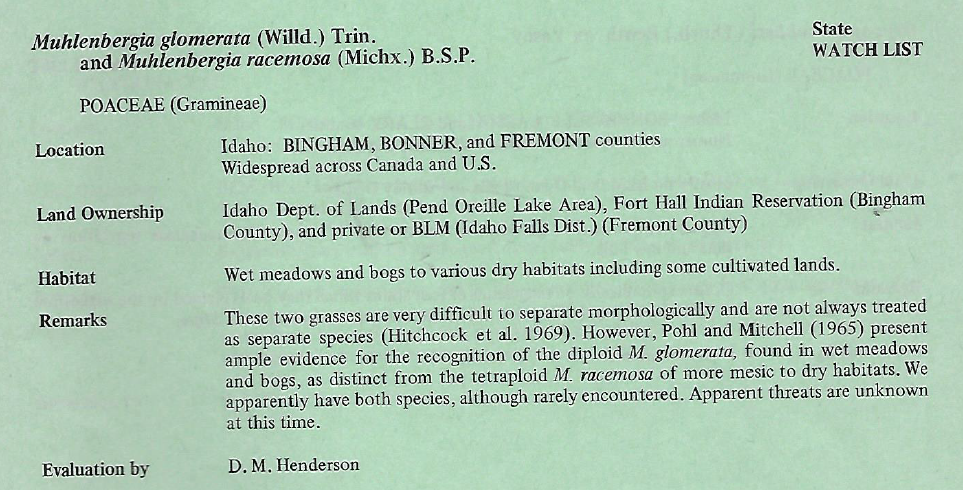 Muhlenbergia glomerata (Willd.) Trin.
and Muhlenbergia racemosa (Michx.) B.S.P.
State
WATCH LIST
POACEAE (Gramineae)
Location
Idaho: BINGHAM, BONNER, and FREMONT counties
Widespread across Canada and U.S.
Land Ownership
Idaho Dept. of Lands (Pend Oreille Lake Area), Fort Hall Indian Reservation (Bingham
County), and private or BLM (Idaho Falls Dist.) (Fremont County)
Habitat
Wet meadows and bogs to various dry habitats including some cultivated lands.
Remarks
These two grasses are very difficult to separate morphologically and are not always treated
as separate species (Hitchcock et al. 1969). However, Pohl and Mitchell (1965) present
ample evidence for the recognition of the diploid M. glomerata, found in wet meadows
and bogs, as distinct from the tetraploid M. racemosa of more mesic to dry habitats. We
apparently have both species, although rarely encountered. Apparent threats are unknown
at this time.
Evaluation by
D. M. Henderson